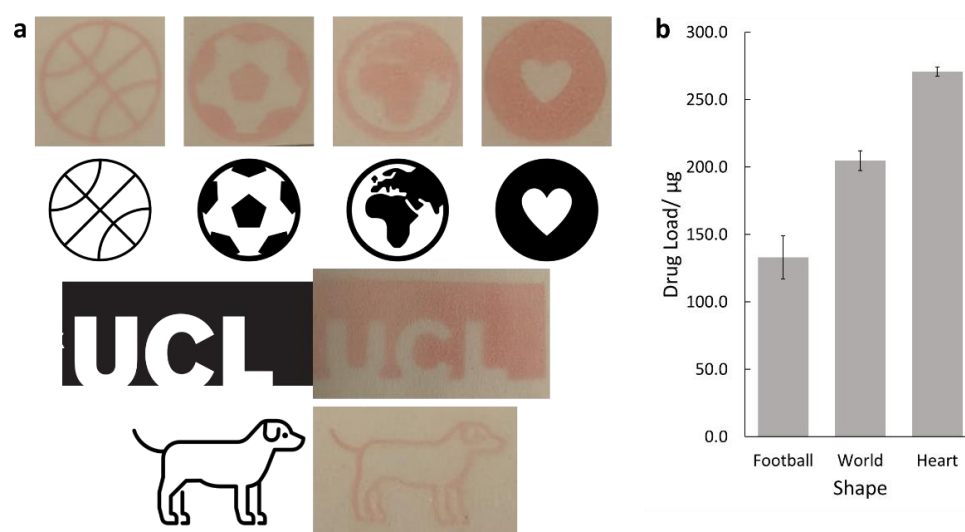 a
b
UCL
UCL
300.0
250.0
200.0
150.0
100.0
50.0
0.0
Drug Load/ µg
Football World Heart
Shape